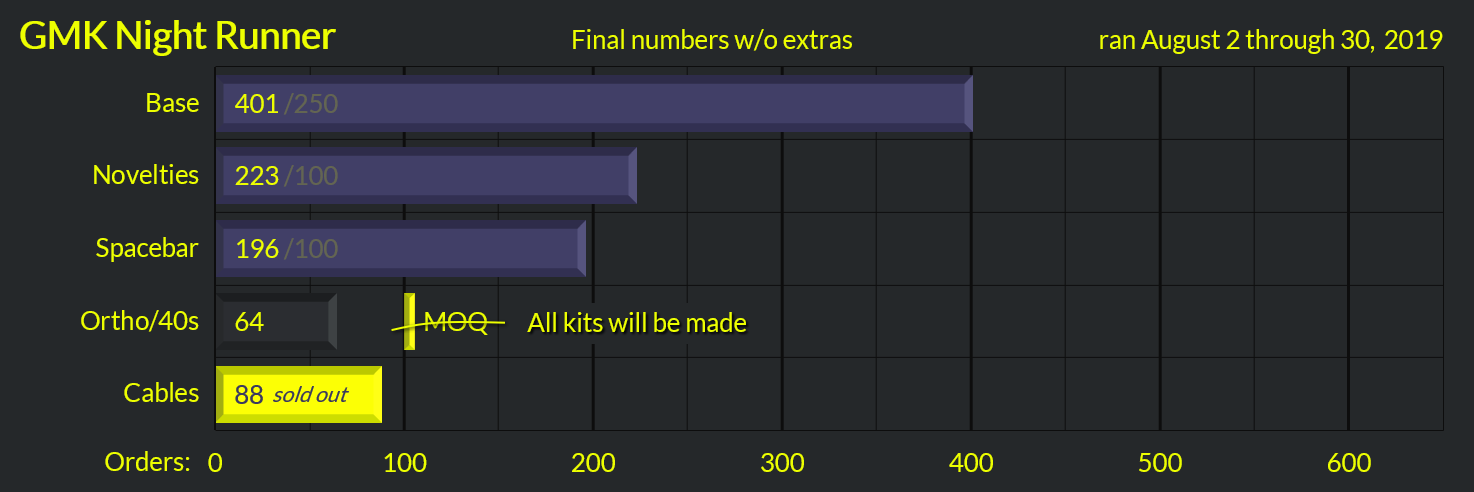 GMK Night Runner Final numbers w/o extras ran August 2 through 30, 2019
Base 401 /250
Novelties 223 /100
Spacebar 196 /100
Ortho/40s 64 MOQ All kits will be made
Cables 88 sold out
Orders: 0 100 200 300 400 500 600